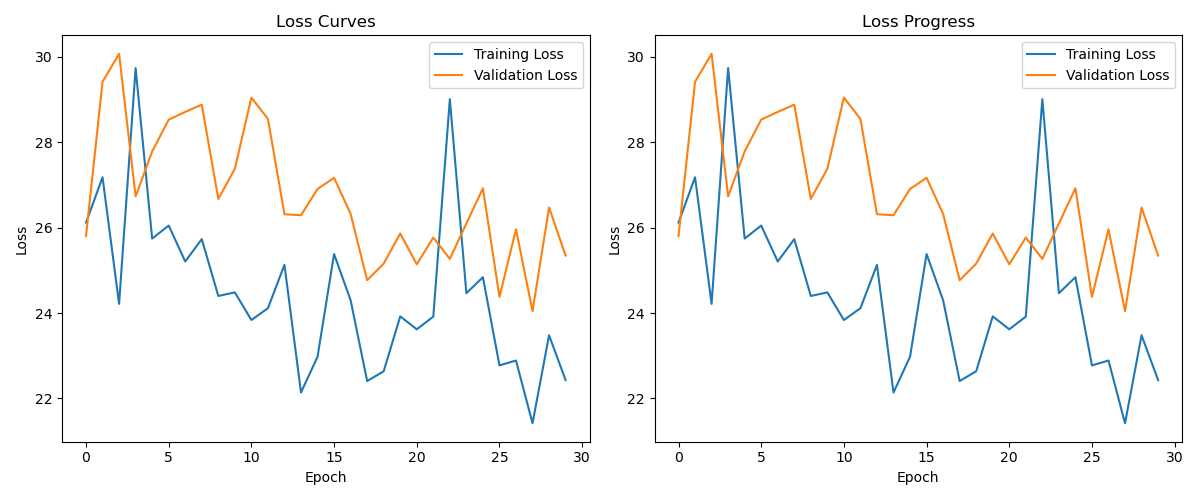 Loss Curves
30
28
26
24
22
Loss
Training Loss
Validation Loss
0 5 10 15 20 25 30
Epoch
Loss Progress
30
28
26
24
22
Loss
Training Loss
Validation Loss
0 5 10 15 20 25 30
Epoch